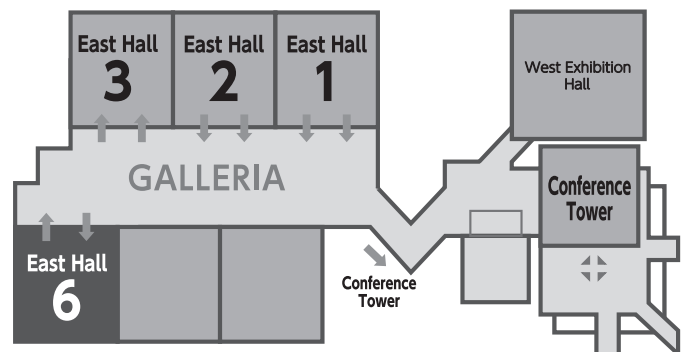 East Hall
3
East Hall
2
East Hall
1
West Exhibition
Hall
GALLERIA
Conference
Tower
East Hall
6
Conference
Tower